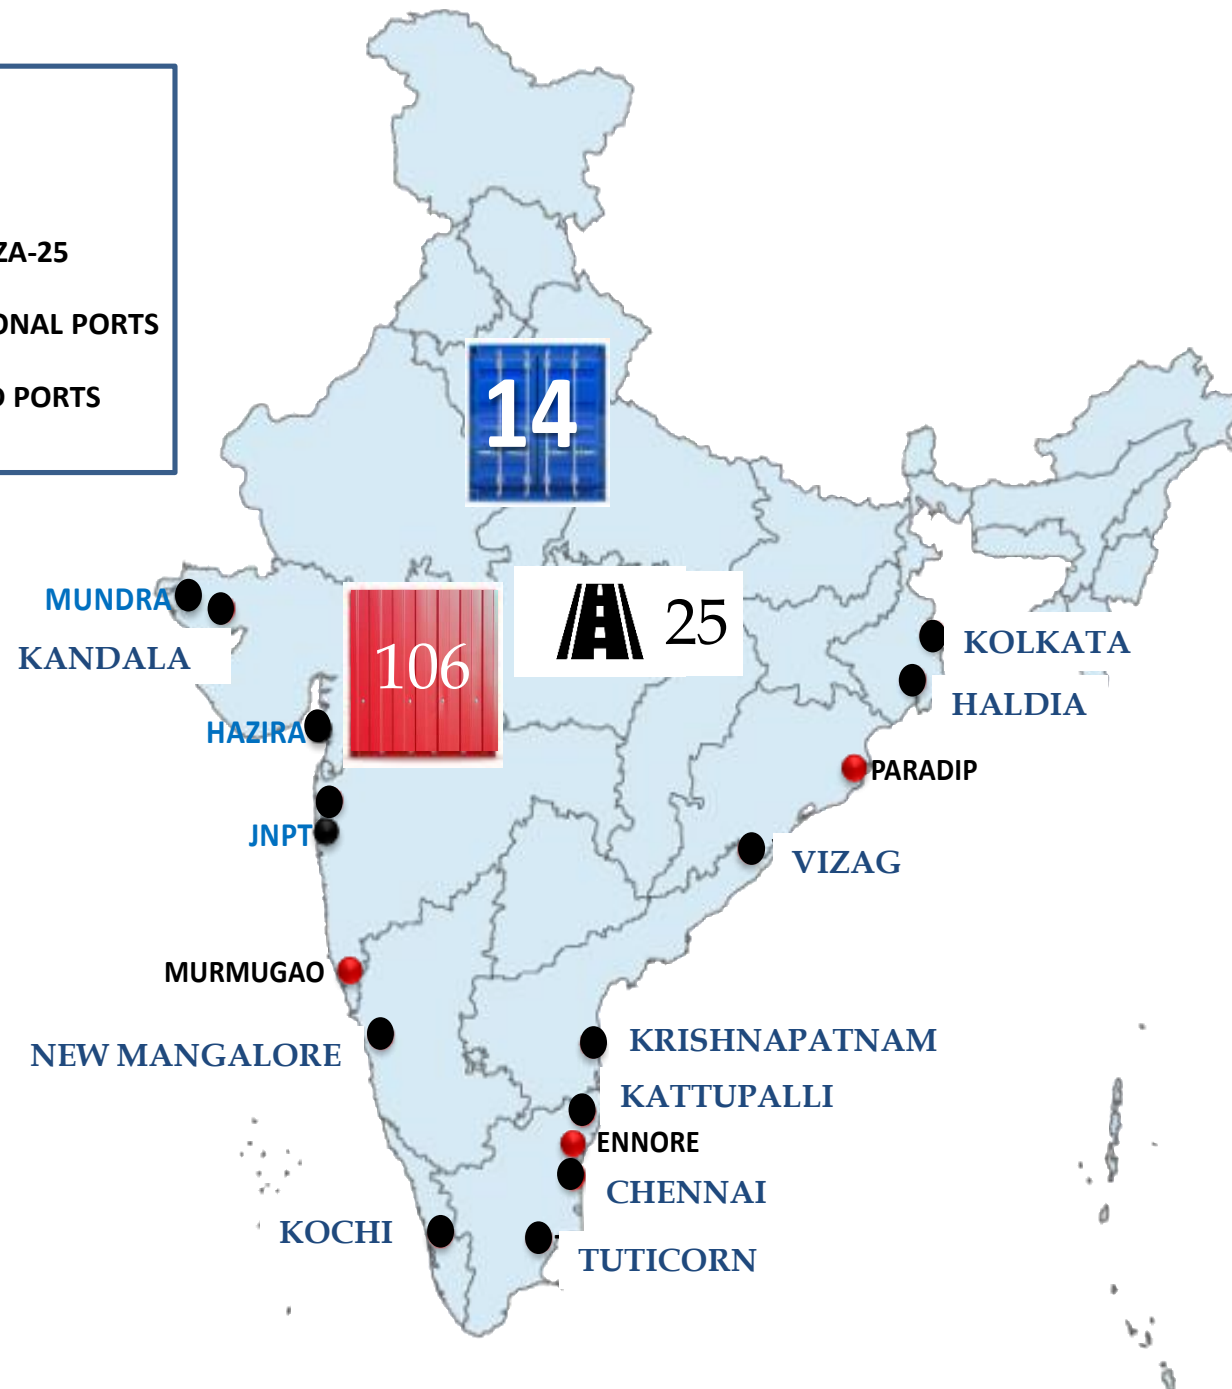 ZA-25
ONAL PORTS
PORTS
14
MUNDRA
25
KANDALA
106
KOLKATA
HALDIA
HAZIRA
PARADIP
JNPT
VIZAG
MURMUGAO
NEW MANGALORE
KRISHNAPATNAM
KATTUPALLI
ENNORE
CHENNAI
KOCHI
TUTICORN